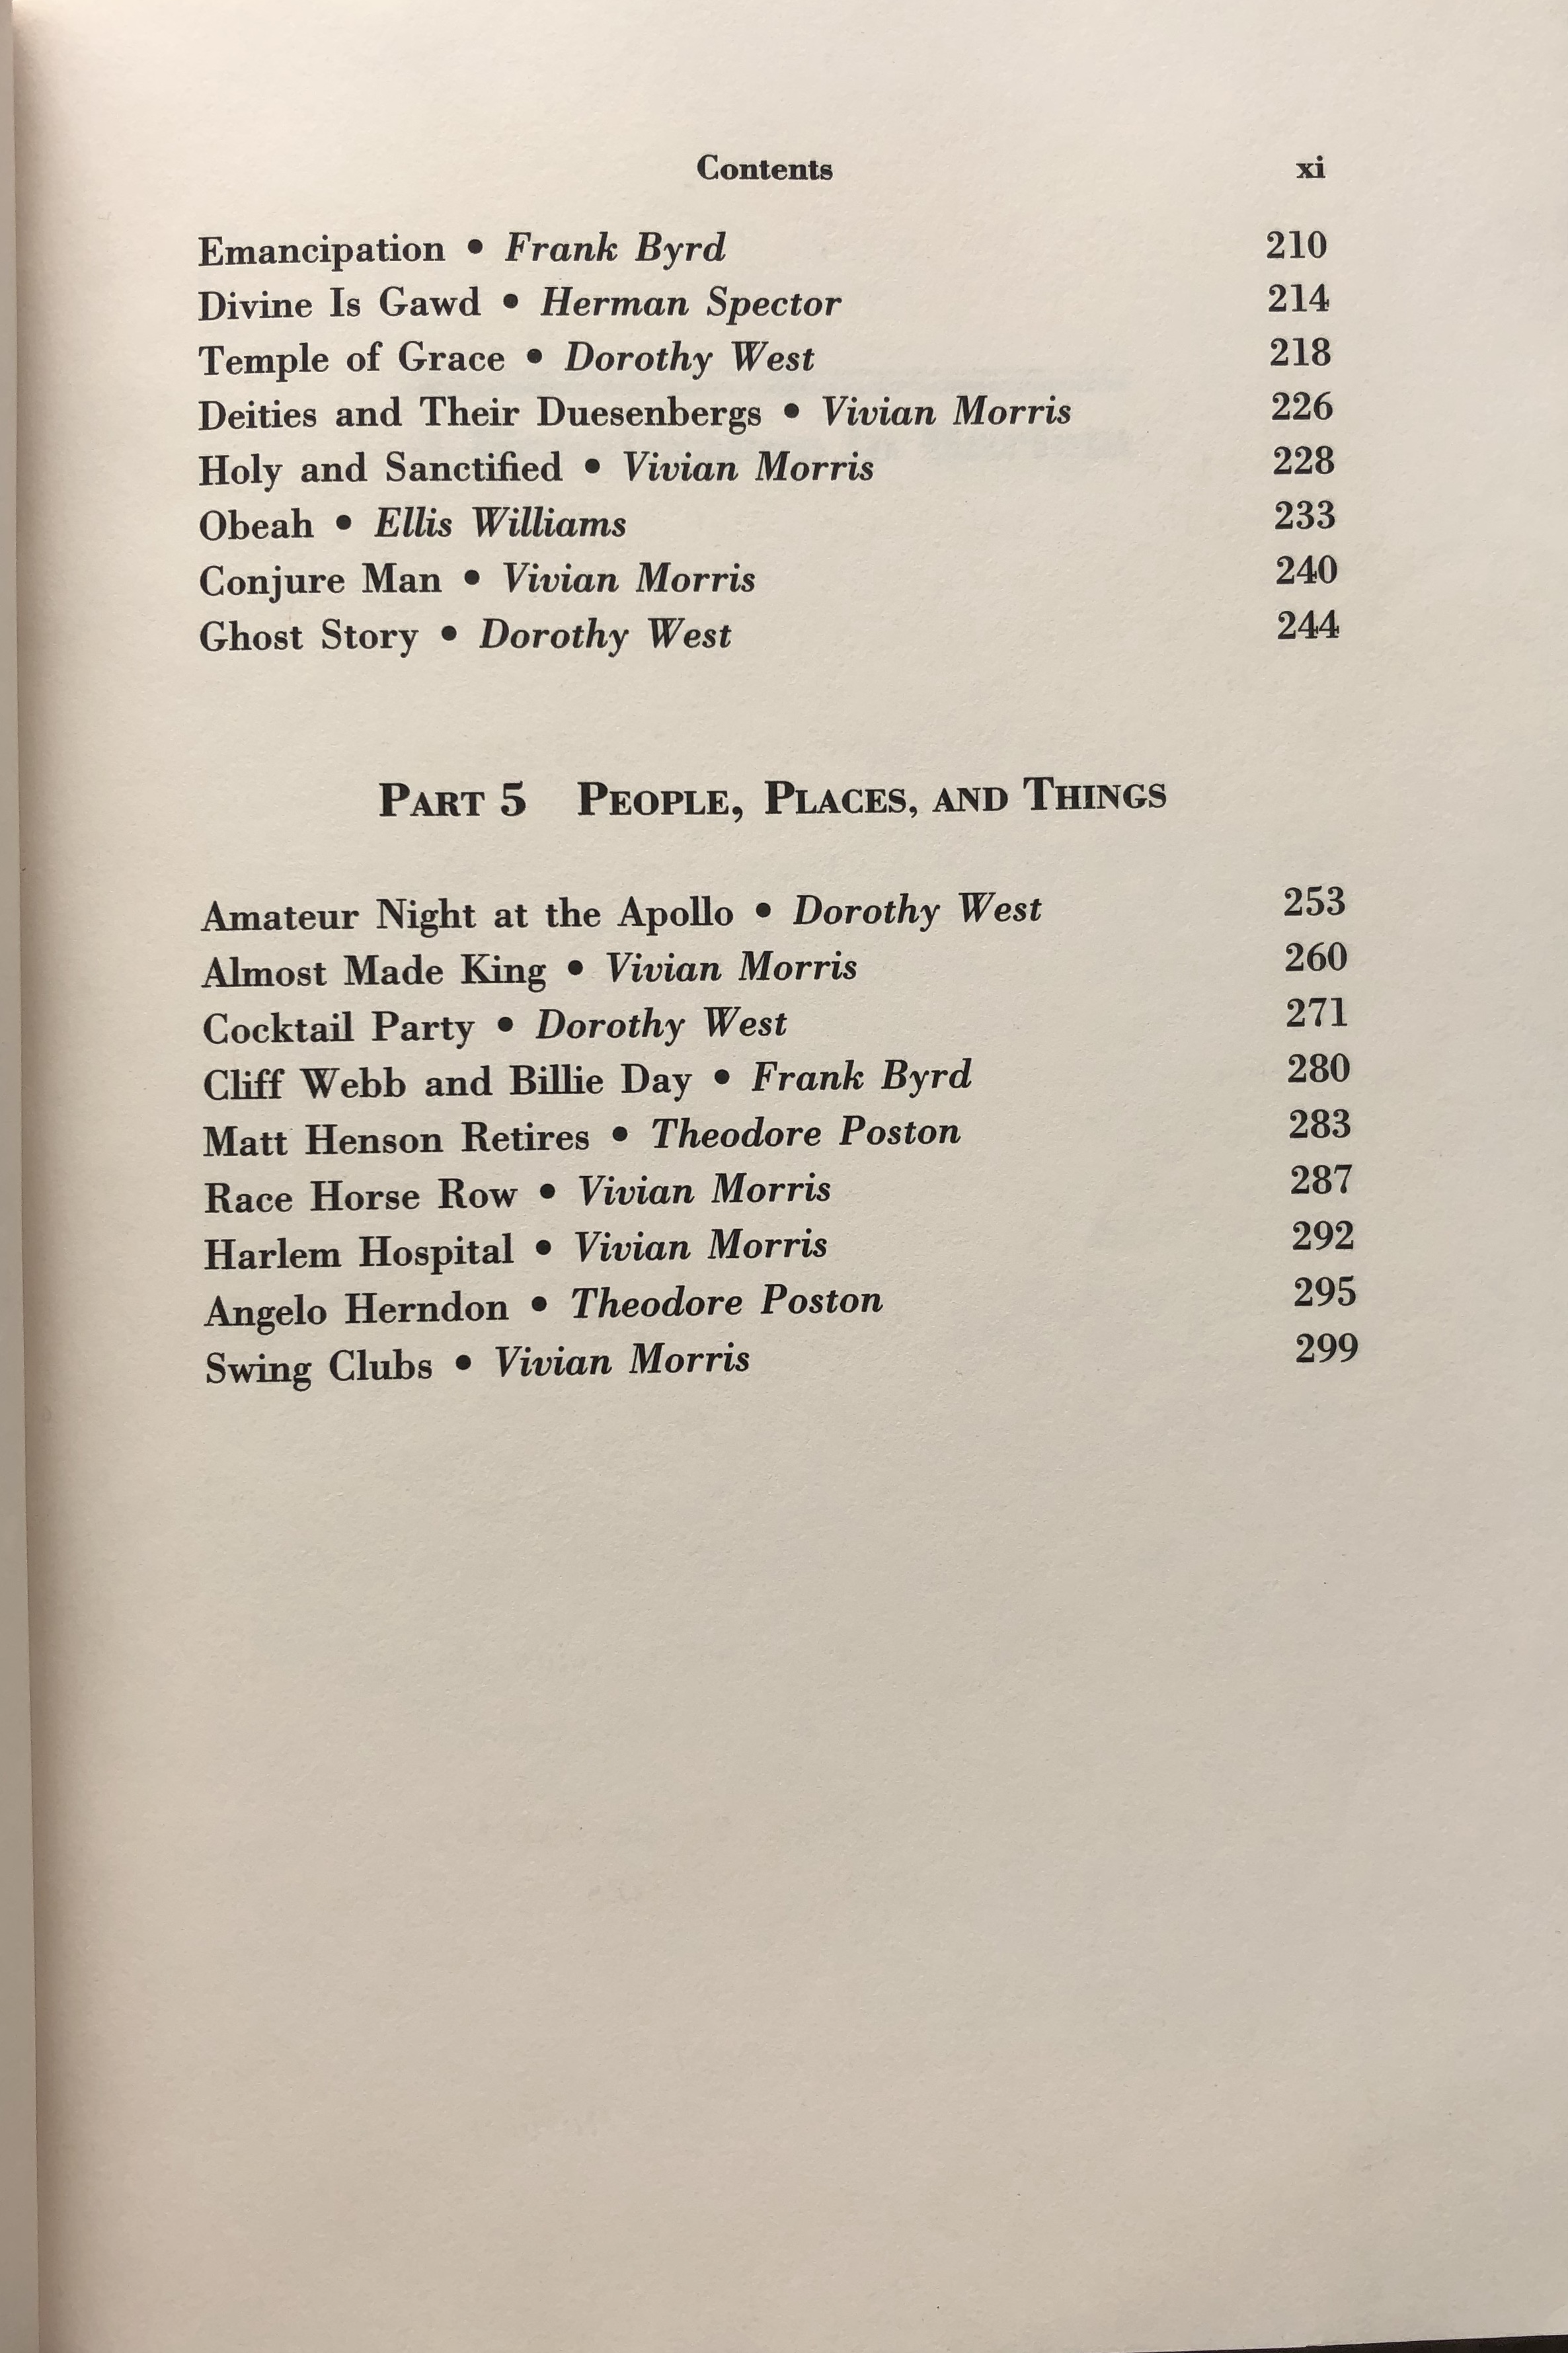 Contents xi
Emancipation • Frank Byrd 210
Divine Is Gawd • Herman Spector 214
Temple of Grace • Dorothy West 218
Deities and Their Duesenbergs • Vivian Morris 226
Holy and Sanctified • Vivian Morris 228
Obeah • Ellis Williams 233
Conjure Man • Vivian Morris 240
Ghost Story • Dorothy West 244
PART 5 PEOPLE, PLACES, AND THINGS
Amateur Night at the Apollo • Dorothy West 253
Almost Made King • Vivian Morris 260
Cocktail Party • Dorothy West 271
Cliff Webb and Billie Day • Frank Byrd 280
Matt Henson Retires • Theodore Poston 283
Race Horse Row • Vivian Morris 287
Harlem Hospital • Vivian Morris 292
Angelo Herndon • Theodore Poston 295
Swing Clubs • Vivian Morris 299